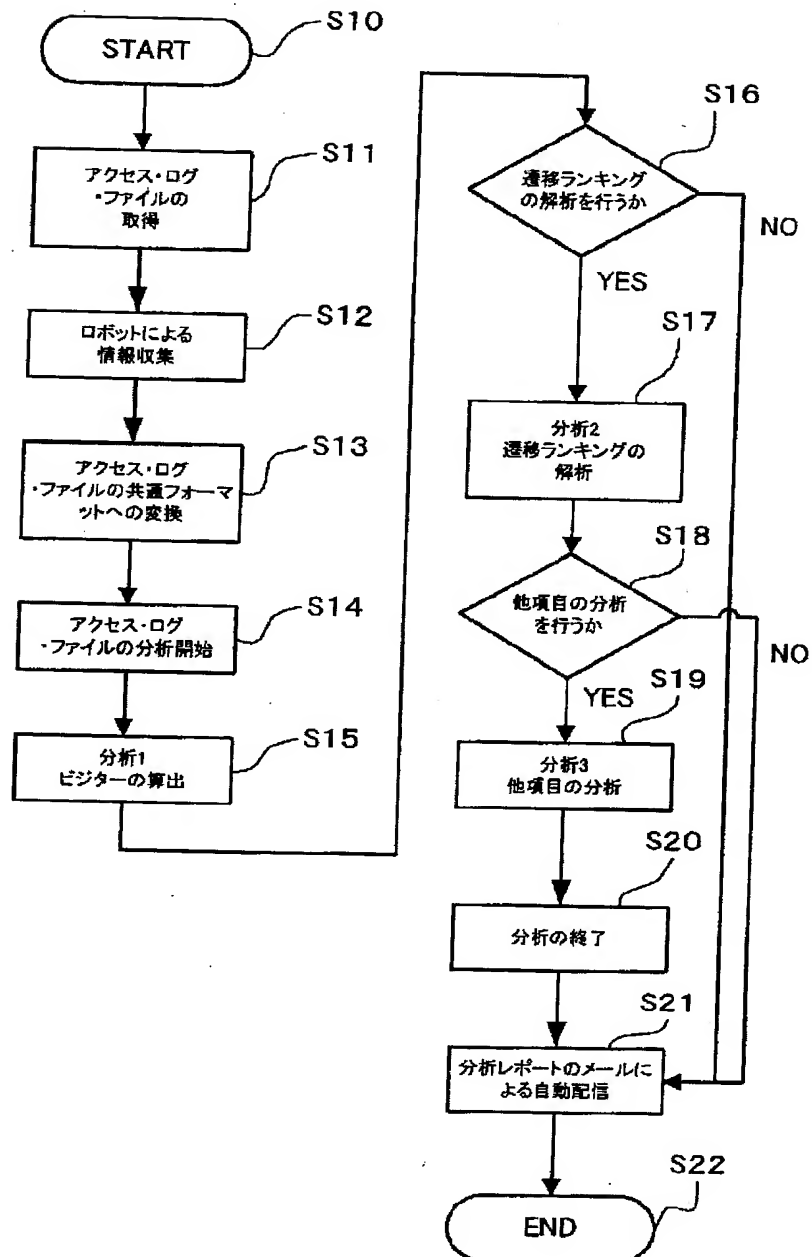 S10
START
S11
アクセス・ログ
・ファイルの
取得
S12
ロボットによる
情報収集
S13
アクセス・ログ
・ファイルの共通フォーマ
ットへの変換
S14
アクセス・ログ
・ファイルの分析開始
S15
分析1
ビジターの算出
S16
遷移ランキング
の解析を行うか
NO
YES
S17
分析2
遷移ランキングの
解析
S18
他項目の分析
を行うか
NO
YES
S19
分析3
他項目の分析
S20
分析の終了
S21
分析レポートのメールに
よる自動配信
S22
END